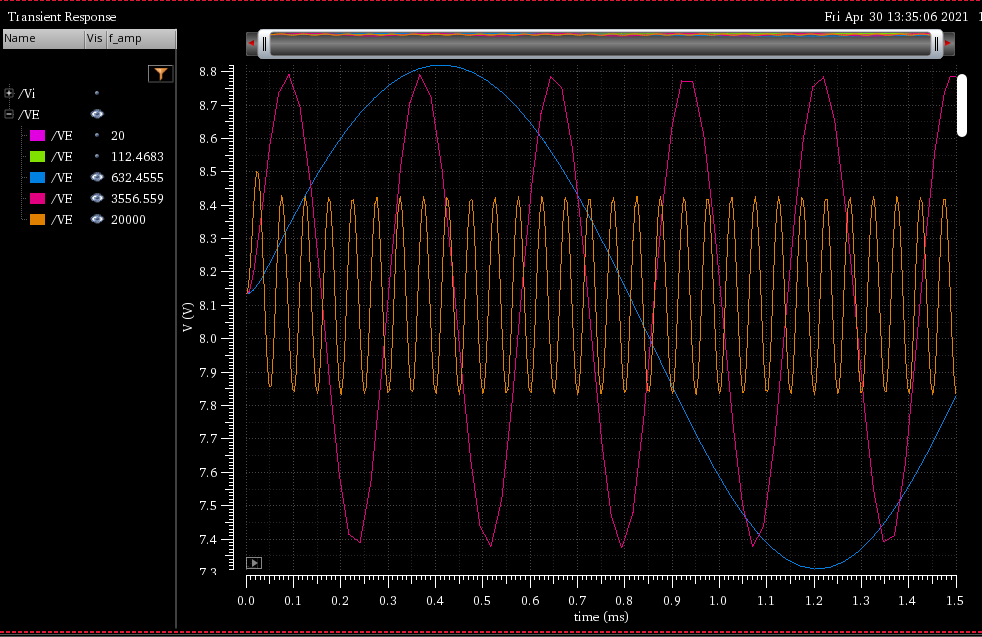 Transient Response
Fri Apr 30 13:35:06 2021 1
Name Vis f_amp
/Vi
/VE
/VE 20
/VE 112.4683
/VE 632.4555
/VE 3556.559
/VE 20000
V (V)
8.8
8.7
8.6
8.5
8.4
8.3
8.2
8.1
8.0
7.9
7.8
7.7
7.6
7.5
7.4
7.3
0.0 0.1 0.2 0.3 0.4 0.5 0.6 0.7 0.8 0.9 1.0 1.1 1.2 1.3 1.4 1.5
time (ms)